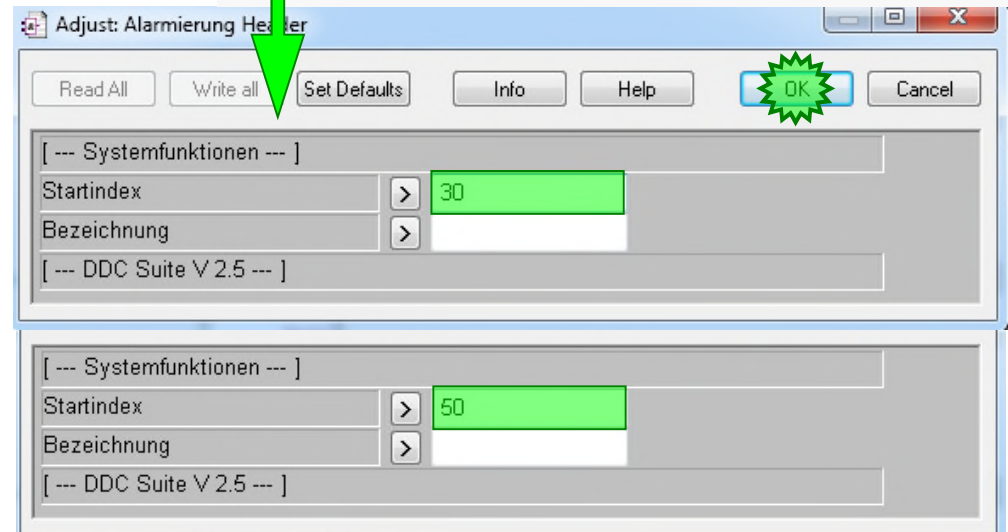 Adjust: Alarmierung Header
Read All Write all Set Defaults Info Help OK Cancel
[ --- Systemfunktionen --- ]
Startindex > 30
Bezeichnung >
[ --- DDC Suite V 2.5 --- ]
[ --- Systemfunktionen --- ]
Startindex > 50
Bezeichnung >
[ --- DDC Suite V 2.5 --- ]